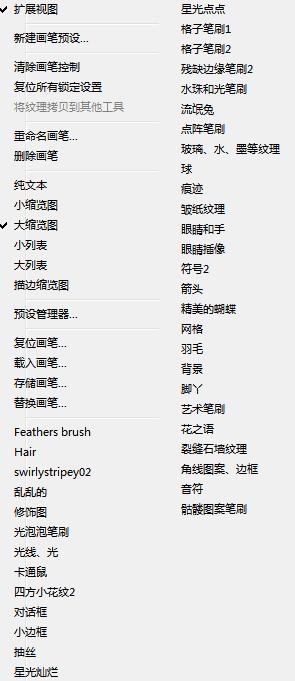 扩展视图
新建画笔预设...
清除画笔控制
复位所有锁定设置
将纹理拷贝到其他工具
重命名画笔...
删除画笔
纯文本
小缩览图
大缩览图
小列表
大列表
描边缩览图
预设管理器...
复位画笔...
载入画笔...
存储画笔...
替换画笔...
Feathers brush
Hair
swirlystripey02
乱乱的
修饰图
光泡泡笔刷
光线、光
卡通鼠
四方小花纹2
对话框
小边框
抽丝
星光灿烂
星光点点
格子笔刷1
格子笔刷2
残缺边缘笔刷2
水珠和光笔刷
流氓兔
点阵笔刷
玻璃、水、墨等纹理
球
痕迹
皱纸纹理
眼睛和手
眼睛插像
符号2
箭头
精美的蝴蝶
网格
羽毛
背景
脚丫
艺术笔刷
花之语
裂缝石墙纹理
角线图案、边框
音符
骷髅图案笔刷